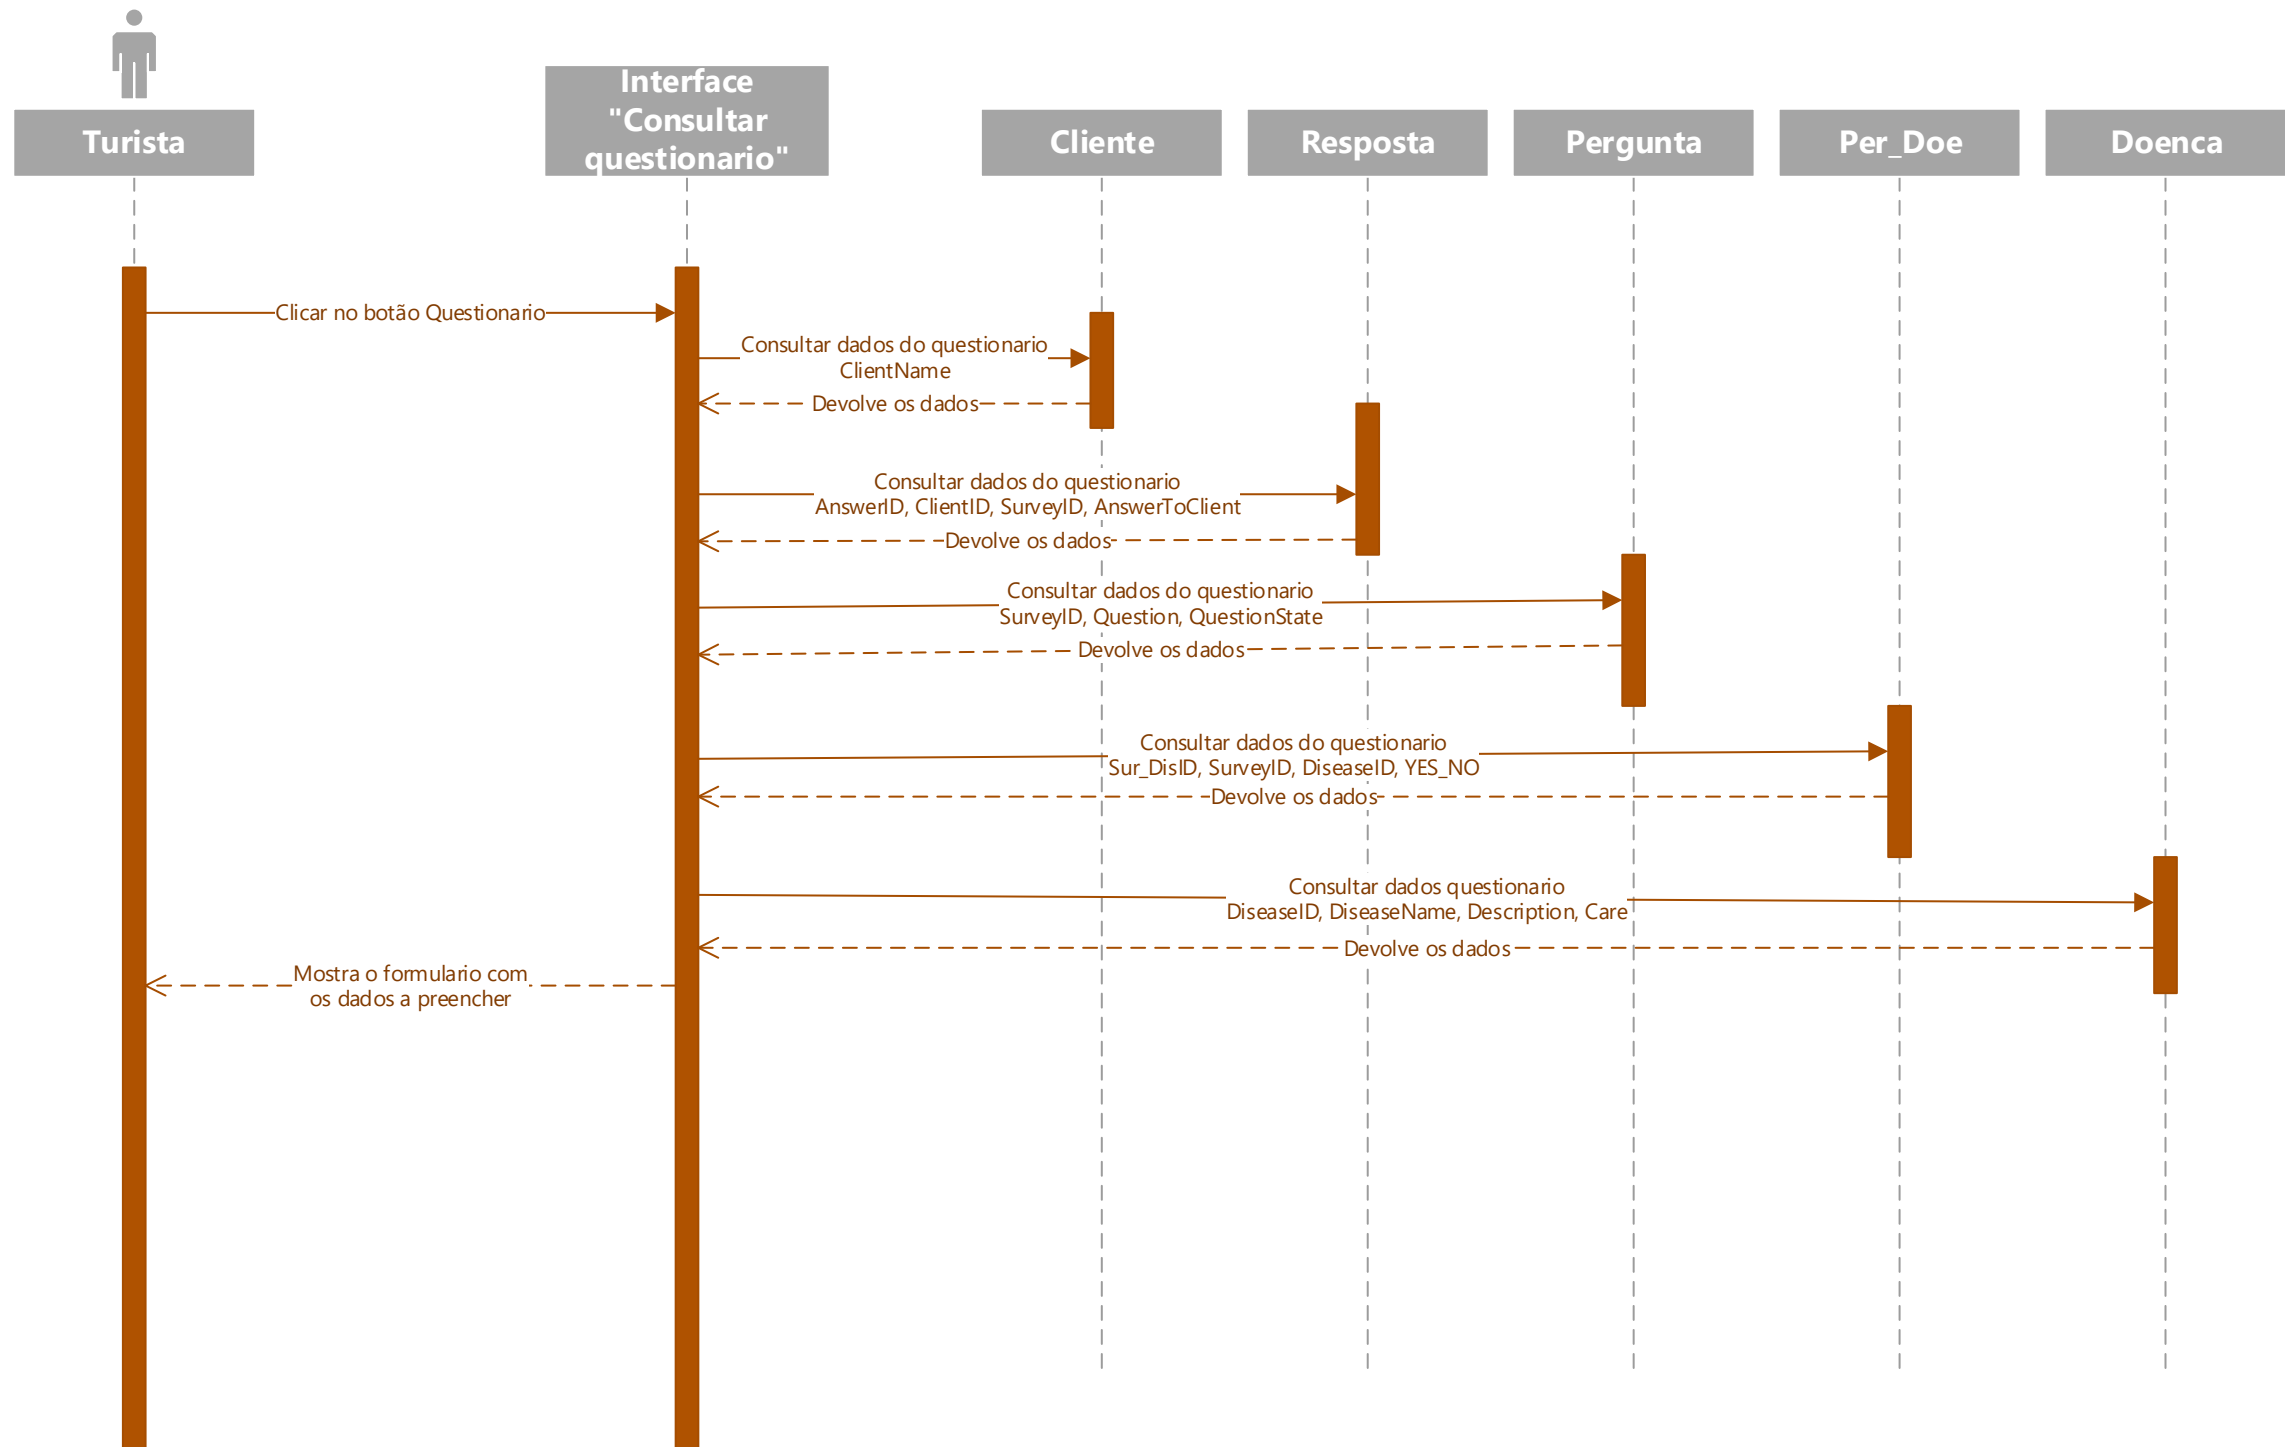 Turista
Interface
"Consultar
questionario"
Cliente
Resposta
Pergunta
Per_Doe
Doenca
Clicar no botão Questionario
Consultar dados do questionario
ClientName
Devolve os dados
Consultar dados do questionario
AnswerID, ClientID, SurveyID, AnswerToClient
Devolve os dados
Consultar dados do questionario
SurveyID, Question, QuestionState
Devolve os dados
Consultar dados do questionario
Sur_DisID, SurveyID, DiseaseID, YES_NO
Devolve os dados
Consultar dados questionario
DiseaseID, DiseaseName, Description, Care
Devolve os dados
Mostra o formulario com
os dados a preencher